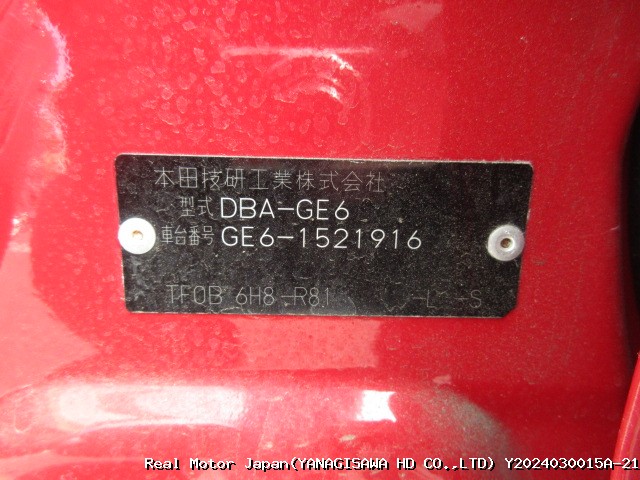 本田技研工業株式会社
型式 DBA-GE6
車台番号 GE6-1521916
TF0B 6H8-R81 -L -S
Real Motor Japan(YANAGISAWA HD CO.,LTD) Y2024030015A-21